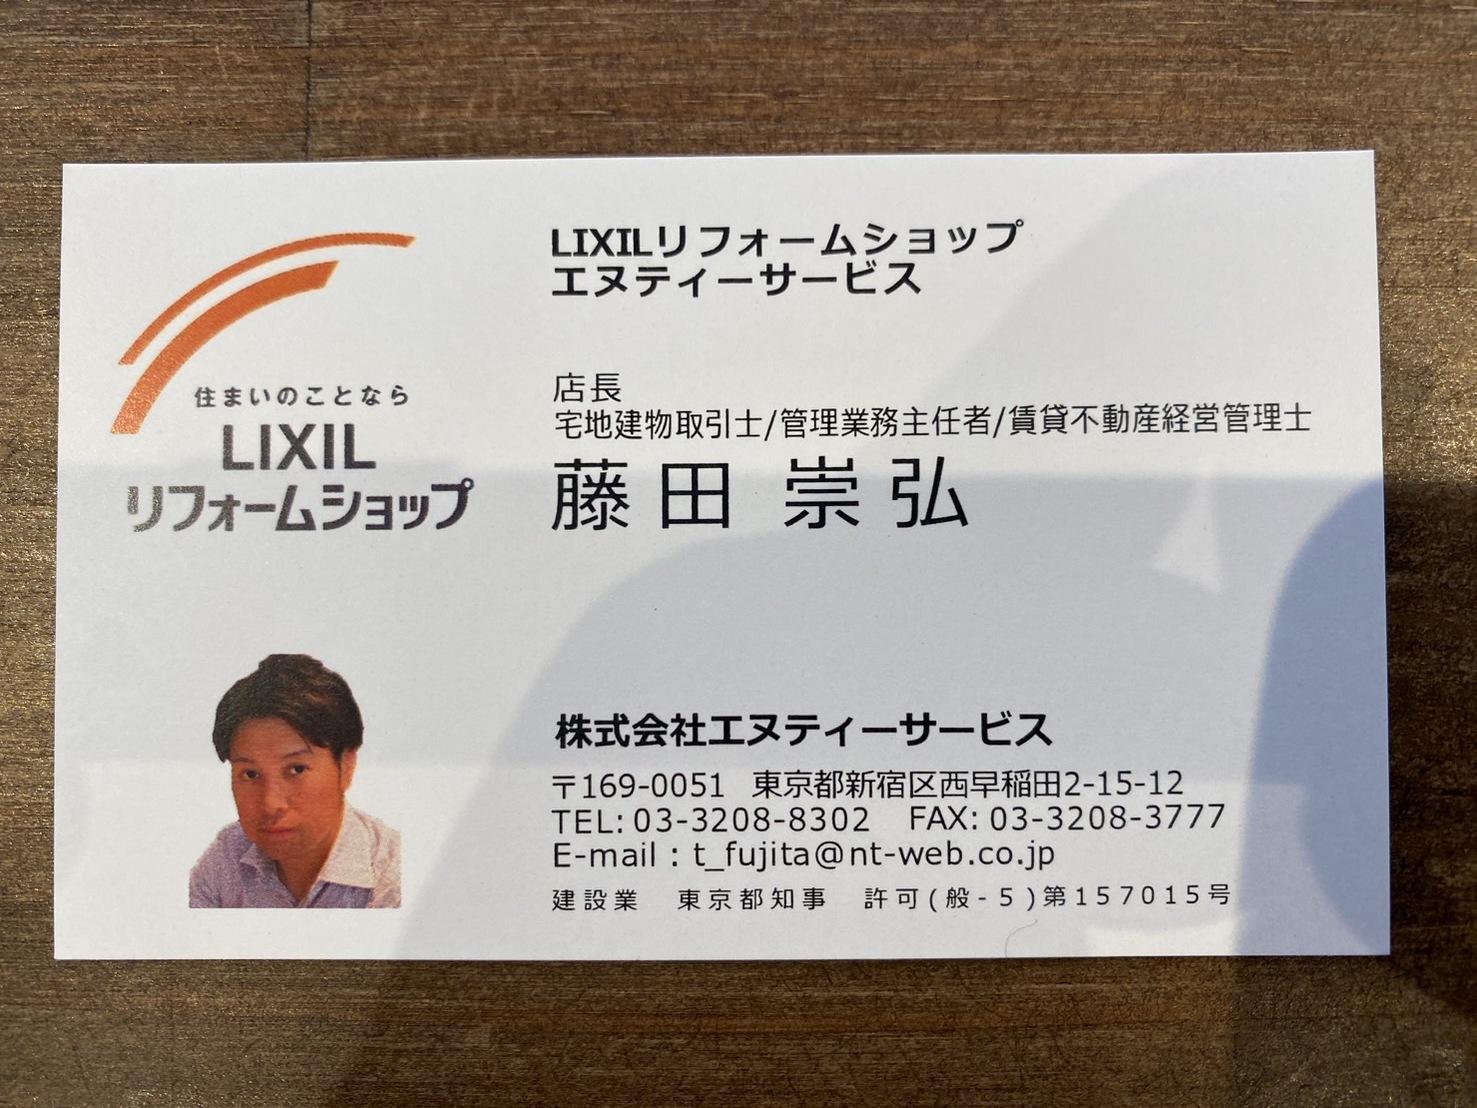 LIXILリフォームショップ
エヌティーサービス
住まいのことなら
LIXIL
リフォームショップ
店長
宅地建物取引士/管理業務主任者/賃貸不動産経営管理士
藤田 崇弘
株式会社エヌティーサービス
〒169-0051 東京都新宿区西早稲田2-15-12
TEL: 03-3208-8302 FAX: 03-3208-3777
E-mail : t_fujita@nt-web.co.jp
建設業 東京都知事 許可(般-5)第157015号